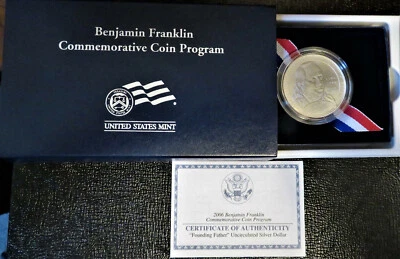 Benjamin Franklin
Commemorative Coin Program
UNITED STATES MINT
2006 Benjamin Franklin
Commemorative Coin Program
CERTIFICATE OF AUTHENTICITY
"Founding Father" Uncirculated Silver Dollar